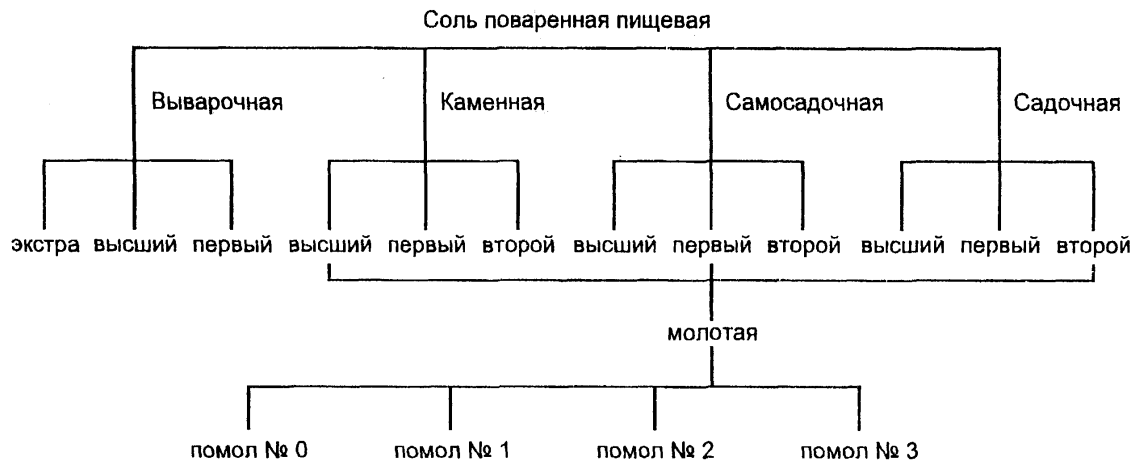 Соль поваренная пищевая
Выварочная Каменная Самосадочная Садочная
экстра высший первый высший первый второй высший первый второй высший первый второй
молотая
помол № 0 помол № 1 помол № 2 помол № 3